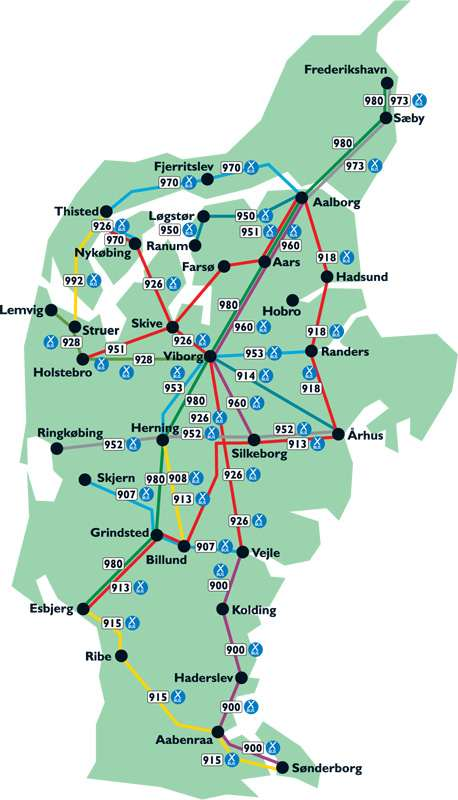 Frederikshavn
980 973
Sæby
980
973
Fjerritslev 970
970
Thisted
Aalborg
926
Løgstør 950
970
950 951
Nykøbing Ranum 960
Farsø Aars 918
992 926 Hadsund
980
Lemvig Hobro
Struer Skive 960 918
928 951 926
Holstebro 928 Viborg 953 Randers
953 914 918
980
926 960
Ringkøbing Herning 952
952 952 Århus
Silkeborg 913
Skjern 980 908 926
907 913
926
Grindsted
Billund 907 Vejle
980
913 900
Esbjerg
915 Kolding
Ribe
Haderslev
915
900
Aabenraa 900
915
Sønderborg